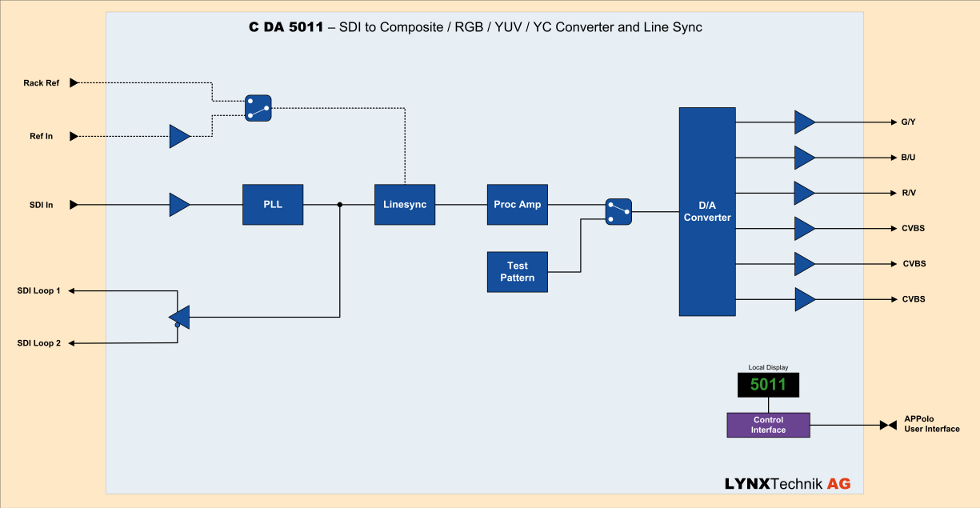 C DA 5011 – SDI to Composite / RGB / YUV / YC Converter and Line Sync
Rack Ref
Ref In
SDI In
SDI Loop 1
SDI Loop 2
PLL
Linesync
Proc Amp
Test
Pattern
D/A
Converter
G/Y
B/U
R/V
CVBS
CVBS
CVBS
Local Display
5011
Control
Interface
APPolo
User Interface
LYNXTechnik AG